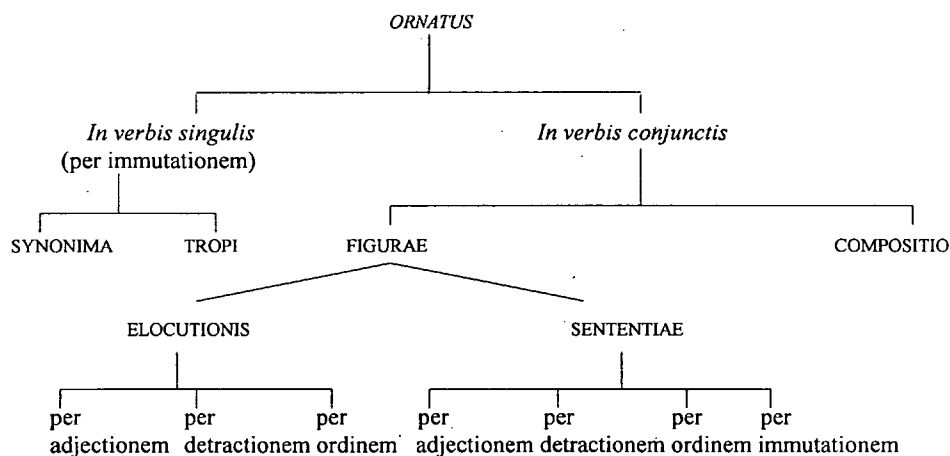 ORNATUS
In verbis singulis
(per immutationem)
In verbis conjunctis
SYNONIMA TROPI FIGURAE COMPOSITIO
ELOCUTIONIS SENTENTIAE
per per per per per per per
adjectionem detractionem ordinem adjectionem detractionem ordinem immutationem